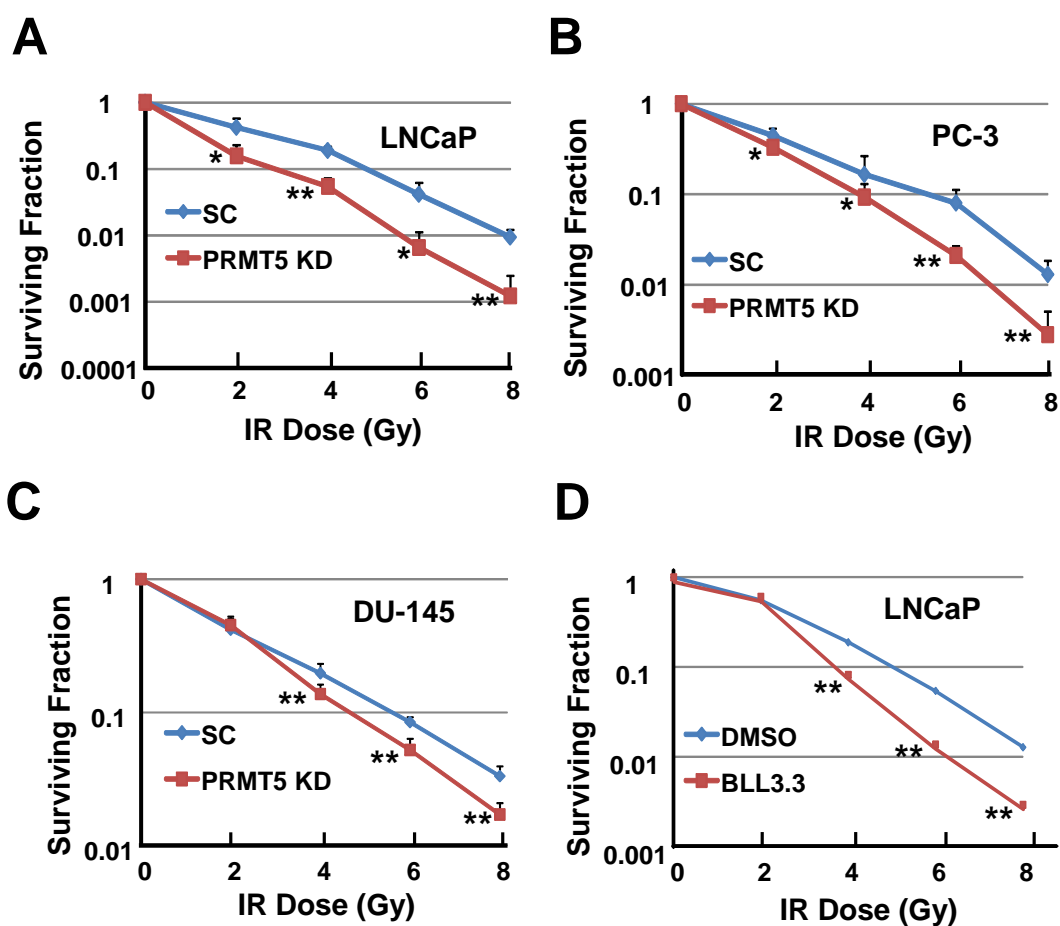 A
1
0.1
0.01
0.001
0.0001
Surviving Fraction
LNCaP
*
**
*
**
SC
PRMT5 KD
0 2 4 6 8
IR Dose (Gy)
B
1
0.1
0.01
0.001
Surviving Fraction
PC-3
*
*
**
**
SC
PRMT5 KD
0 2 4 6 8
IR Dose (Gy)
C
1
0.1
0.01
Surviving Fraction
DU-145
**
**
**
SC
PRMT5 KD
0 2 4 6 8
IR Dose (Gy)
D
1
0.1
0.01
0.001
Surviving Fraction
LNCaP
**
**
**
DMSO
BLL3.3
0 2 4 6 8
IR Dose (Gy)